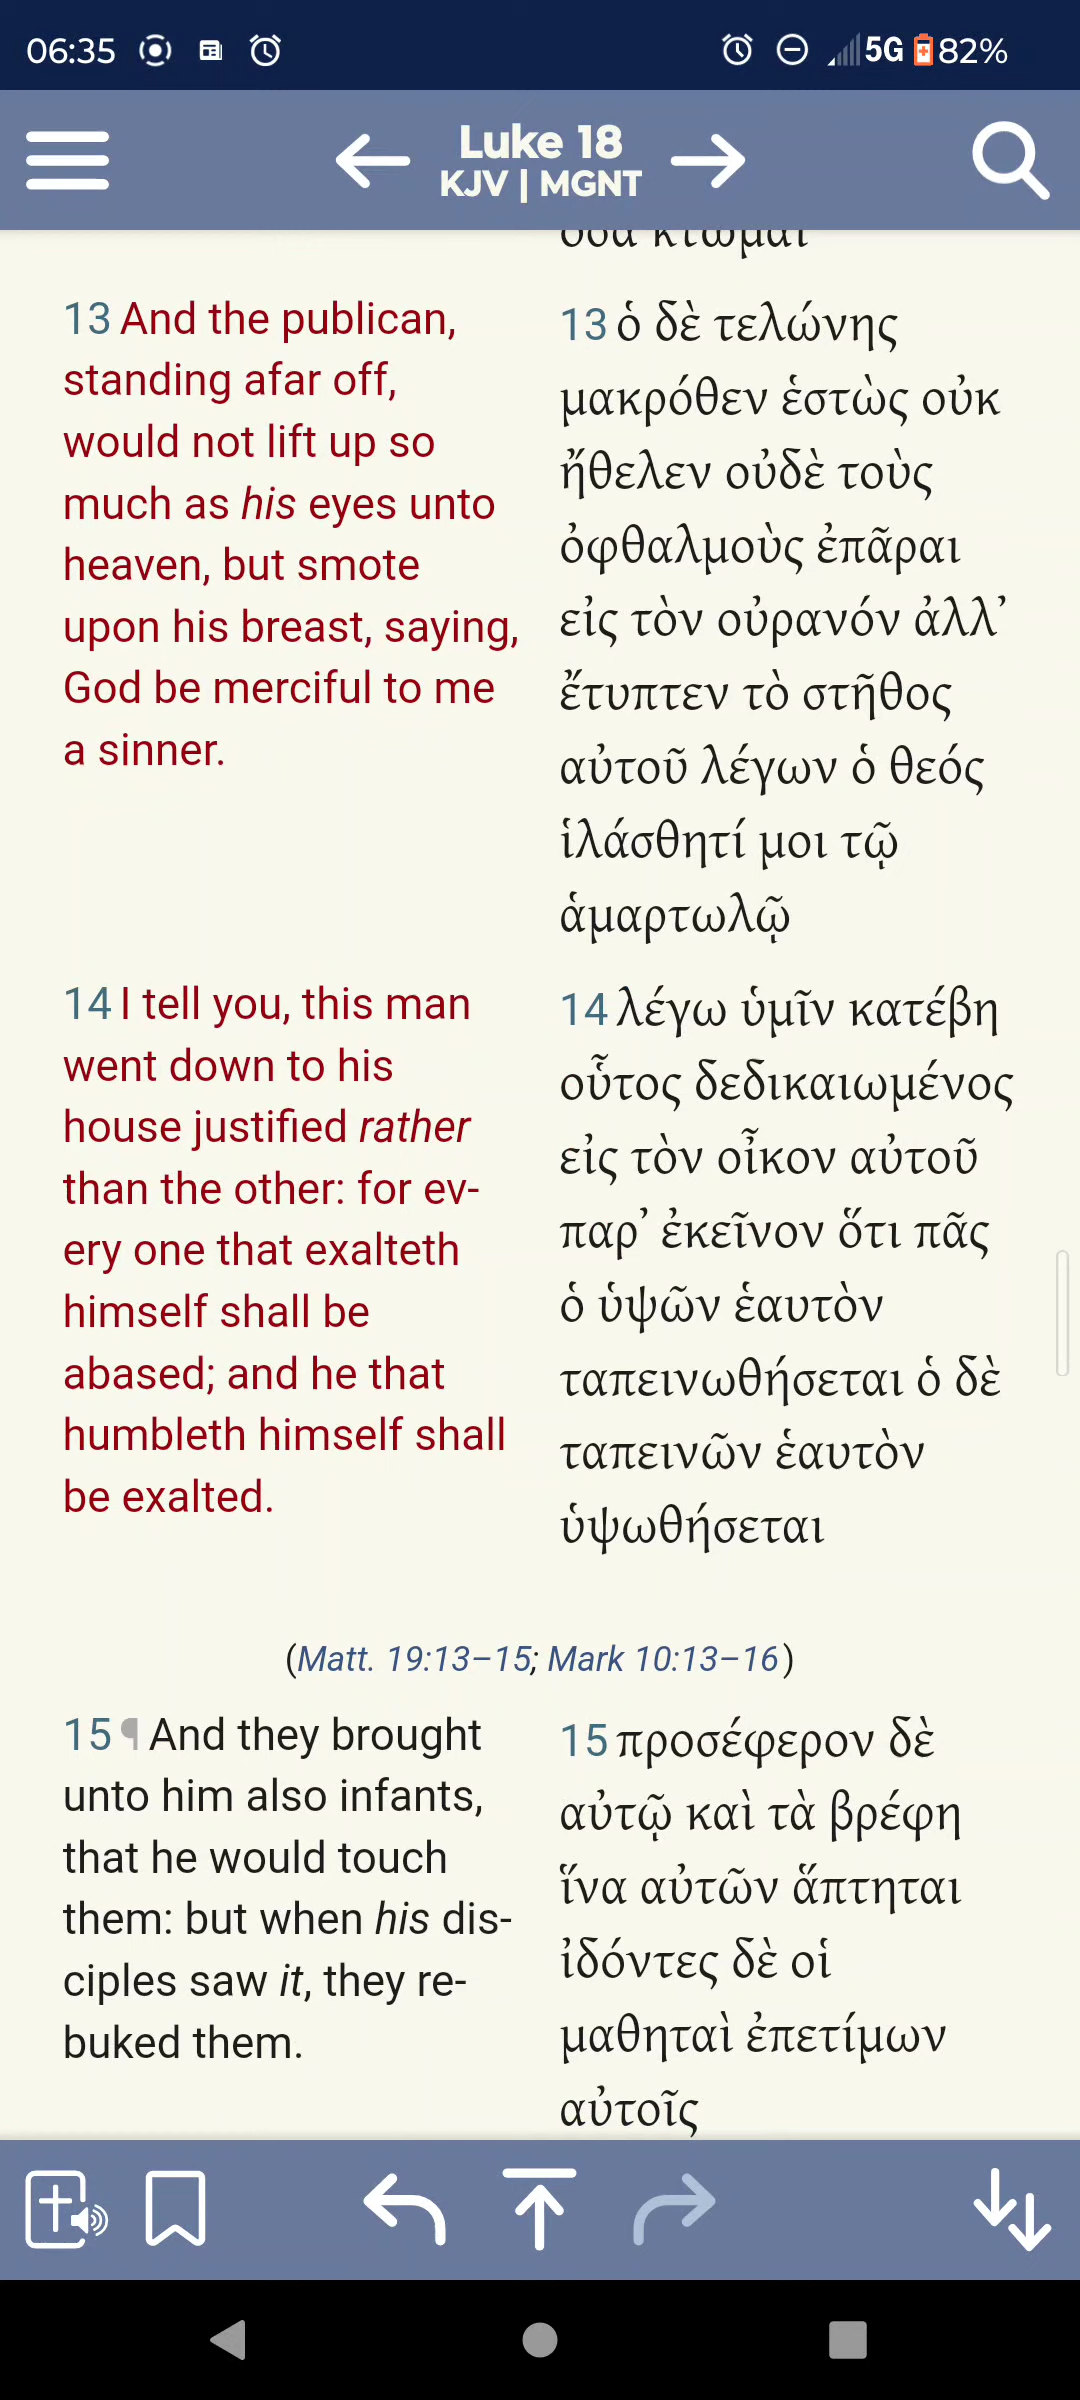 06:35
5G 82%
Luke 18
KJV | MGNT
ὅσα κτῶμαι
13 And the publican,
standing afar off,
would not lift up so
much as his eyes unto
heaven, but smote
upon his breast, saying,
God be merciful to me
a sinner.
13 ὁ δὲ τελώνης
μακρόθεν ἑστὼς οὐκ
ἤθελεν οὐδὲ τοὺς
ὀφθαλμοὺς ἐπᾶραι
εἰς τὸν οὐρανόν ἀλλ’
ἔτυπτεν τὸ στῆθος
αὐτοῦ λέγων ὁ θεός
ἱλάσθητί μοι τῷ
ἁμαρτωλῷ
14 I tell you, this man
went down to his
house justified rather
than the other: for ev-
ery one that exalteth
himself shall be
abased; and he that
humbleth himself shall
be exalted.
14 λέγω ὑμῖν κατέβη
οὗτος δεδικαιωμένος
εἰς τὸν οἶκον αὐτοῦ
παρ’ ἐκεῖνον ὅτι πᾶς
ὁ ὑψῶν ἑαυτὸν
ταπεινωθήσεται ὁ δὲ
ταπεινῶν ἑαυτὸν
ὑψωθήσεται
(Matt. 19:13–15; Mark 10:13–16)
15 ¶ And they brought
unto him also infants,
that he would touch
them: but when his dis-
ciples saw it, they re-
buked them.
15 προσέφερον δὲ
αὐτῷ καὶ τὰ βρέφη
ἵνα αὐτῶν ἅπτηται
ἰδόντες δὲ οἱ
μαθηταὶ ἐπετίμων
αὐτοῖς